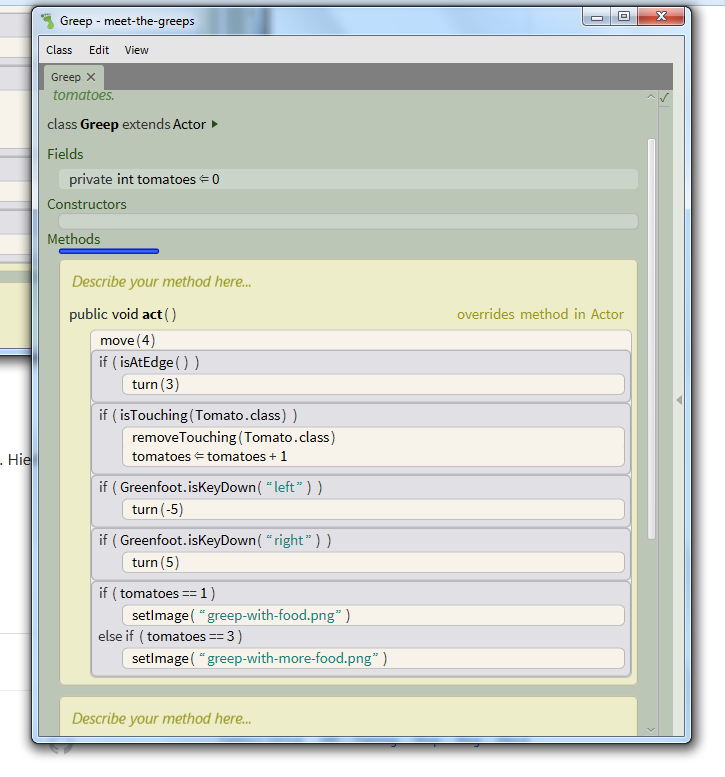 Greep - meet-the-greeps
Class Edit View
Greep
tomatoes.
class Greep extends Actor
Fields
private int tomatoes ⇐ 0
Constructors
Methods
Describe your method here...
public void act ( ) overrides method in Actor
move (4)
if ( isAtEdge ( ) )
turn (3)
if ( isTouching (Tomato.class) )
removeTouching (Tomato.class)
tomatoes ⇐ tomatoes + 1
if ( Greenfoot.isKeyDown ( “left” ) )
turn (-5)
. Hie
if ( Greenfoot.isKeyDown ( “right” ) )
turn (5)
if ( tomatoes == 1 )
setImage ( “greep-with-food.png” )
else if ( tomatoes == 3 )
setImage ( “greep-with-more-food.png” )
Describe your method here...